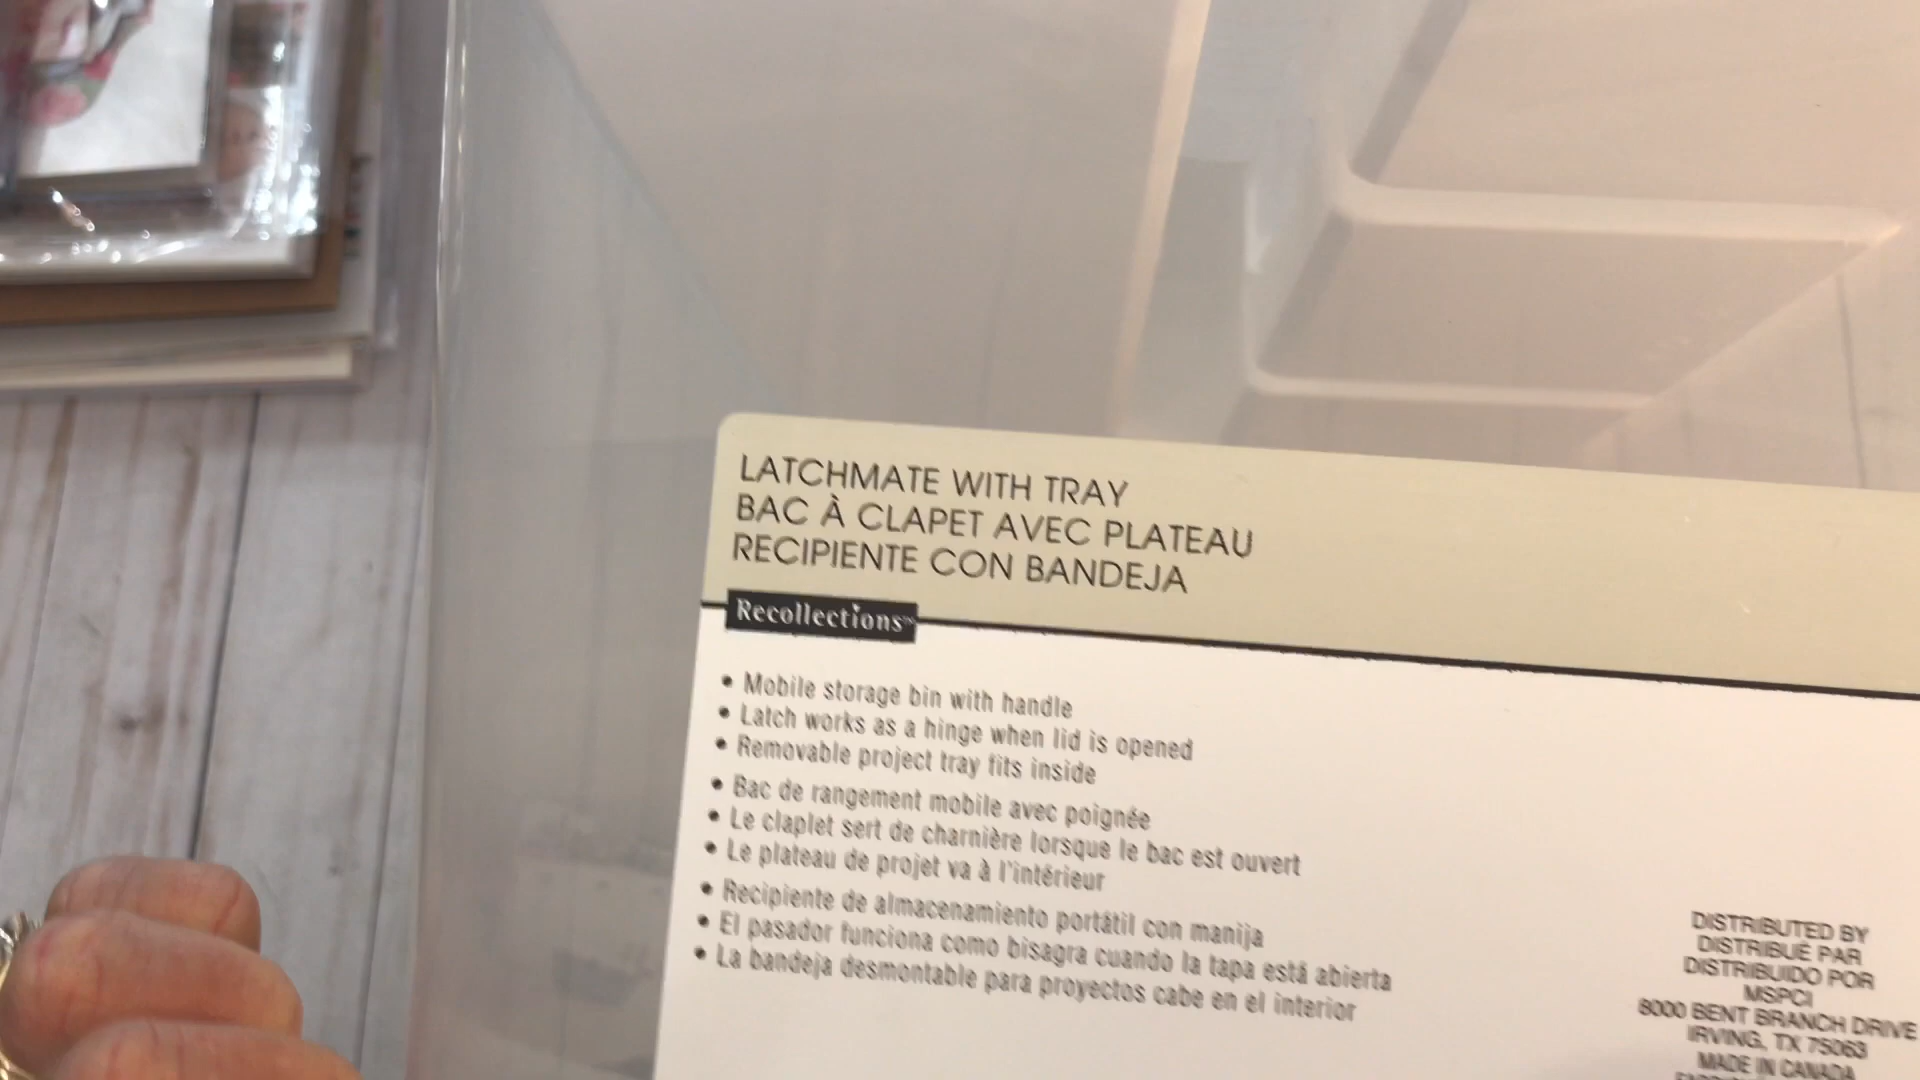 LATCHMATE WITH TRAY
BAC À CLAPET AVEC PLATEAU
RECIPIENTE CON BANDEJA
Recollections™
• Mobile storage bin with handle
• Latch works as a hinge when lid is opened
• Removable project tray fits inside
• Bac de rangement mobile avec poignée
• Le claplet sert de charnière lorsque le bac est ouvert
• Le plateau de projet va à l'intérieur
• Recipiente de almacenamiento portátil con manija
• El pasador funciona como bisagra cuando la tapa está abierta
• La bandeja desmontable para proyectos cabe en el interior
DISTRIBUTED BY
DISTRIBUÉ PAR
DISTRIBUIDO POR
MSPCI
8000 BENT BRANCH DRIVE
IRVING, TX 75063
MADE IN CANADA